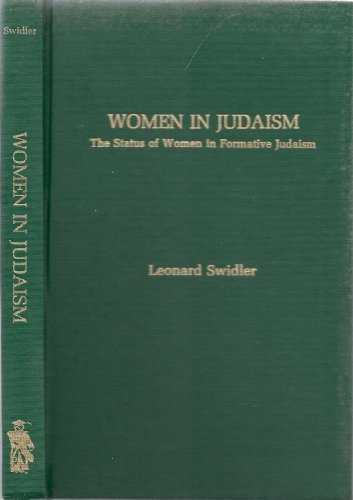 Swidler
WOMEN IN JUDAISM
WOMEN IN JUDAISM
The Status of Women in Formative Judaism
Leonard Swidler